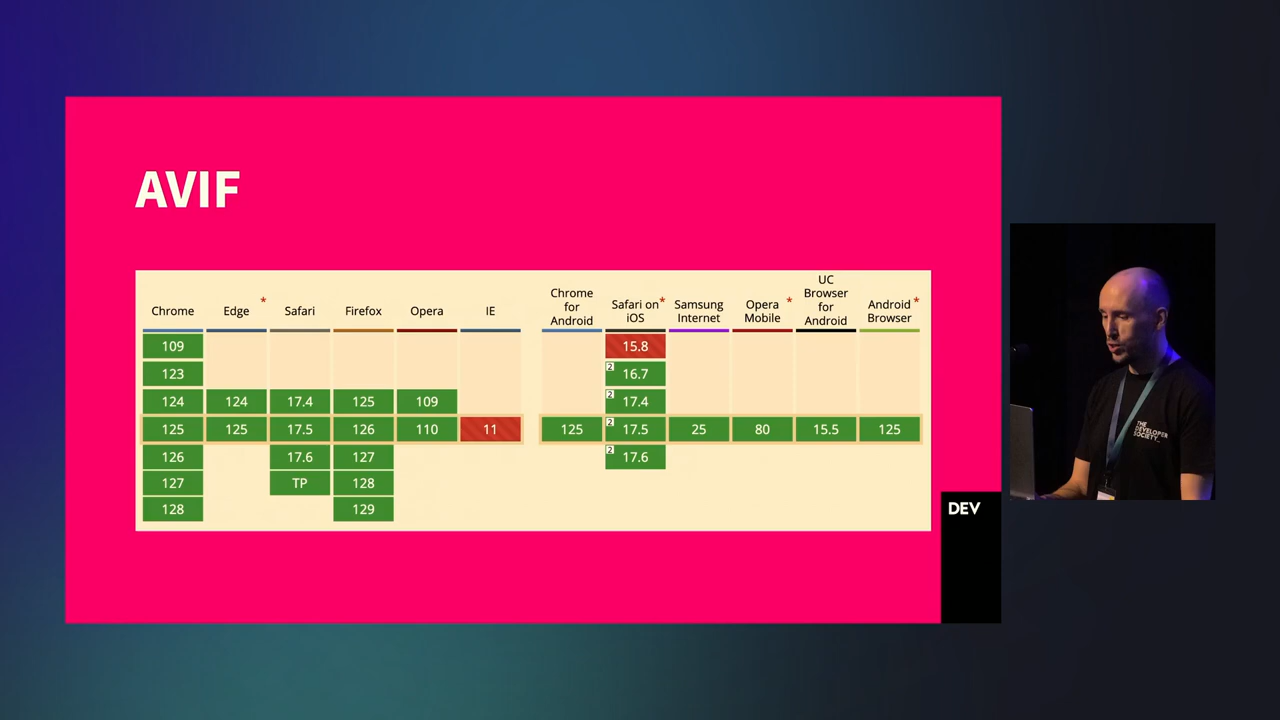 AVIF
Chrome
Edge *
Safari
Firefox
Opera
IE
Chrome
for
Android
Safari on *
iOS
Samsung
Internet
Opera *
Mobile
UC
Browser
for
Android
Android *
Browser
109 15.8
123 2 16.7
124 124 17.4 125 109 2 17.4
125 125 17.5 126 110 11 125 2 17.5 25 80 15.5 125
126 17.6 127 2 17.6
127 TP 128
128 129
DEV
THE
DEVELOPER
SOCIETY_